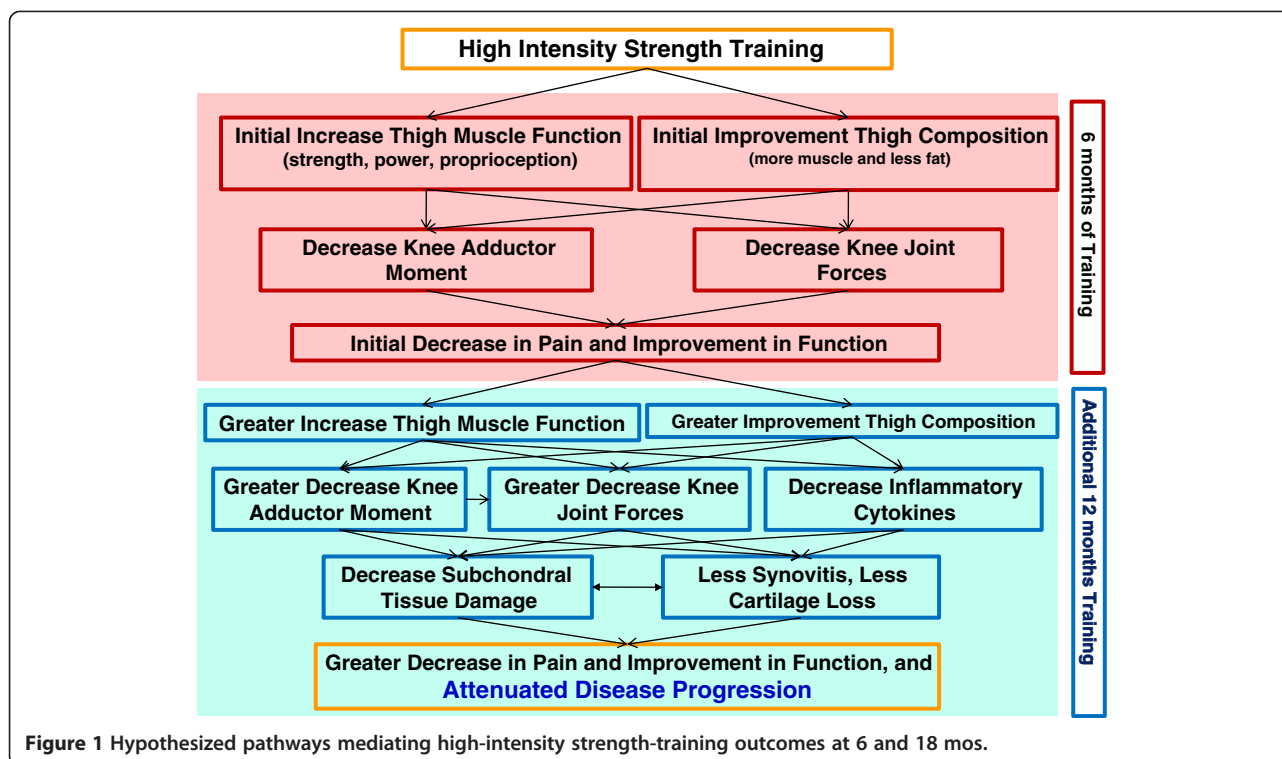 High Intensity Strength Training
Initial Increase Thigh Muscle Function
(strength, power, proprioception)
Initial Improvement Thigh Composition
(more muscle and less fat)
Decrease Knee Adductor
Moment
Decrease Knee Joint
Forces
Initial Decrease in Pain and Improvement in Function
6 months of Training
Greater Increase Thigh Muscle Function
Greater Improvement Thigh Composition
Greater Decrease Knee
Adductor Moment
Greater Decrease Knee
Joint Forces
Decrease Inflammatory
Cytokines
Decrease Subchondral
Tissue Damage
Less Synovitis, Less
Cartilage Loss
Greater Decrease in Pain and Improvement in Function, and
Attenuated Disease Progression
Additional 12 months Training
Figure 1 Hypothesized pathways mediating high-intensity strength-training outcomes at 6 and 18 mos.